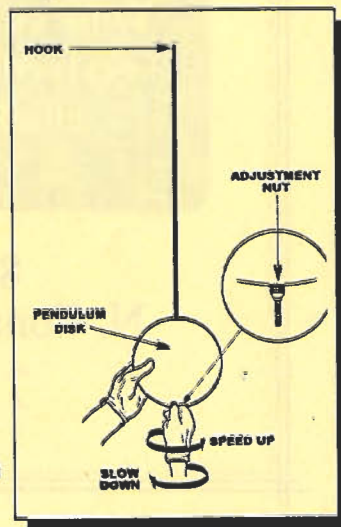 HOOK
ADJUSTMENT
NUT
PENDULUM
DISK
SPEED UP
SLOW
DOWN